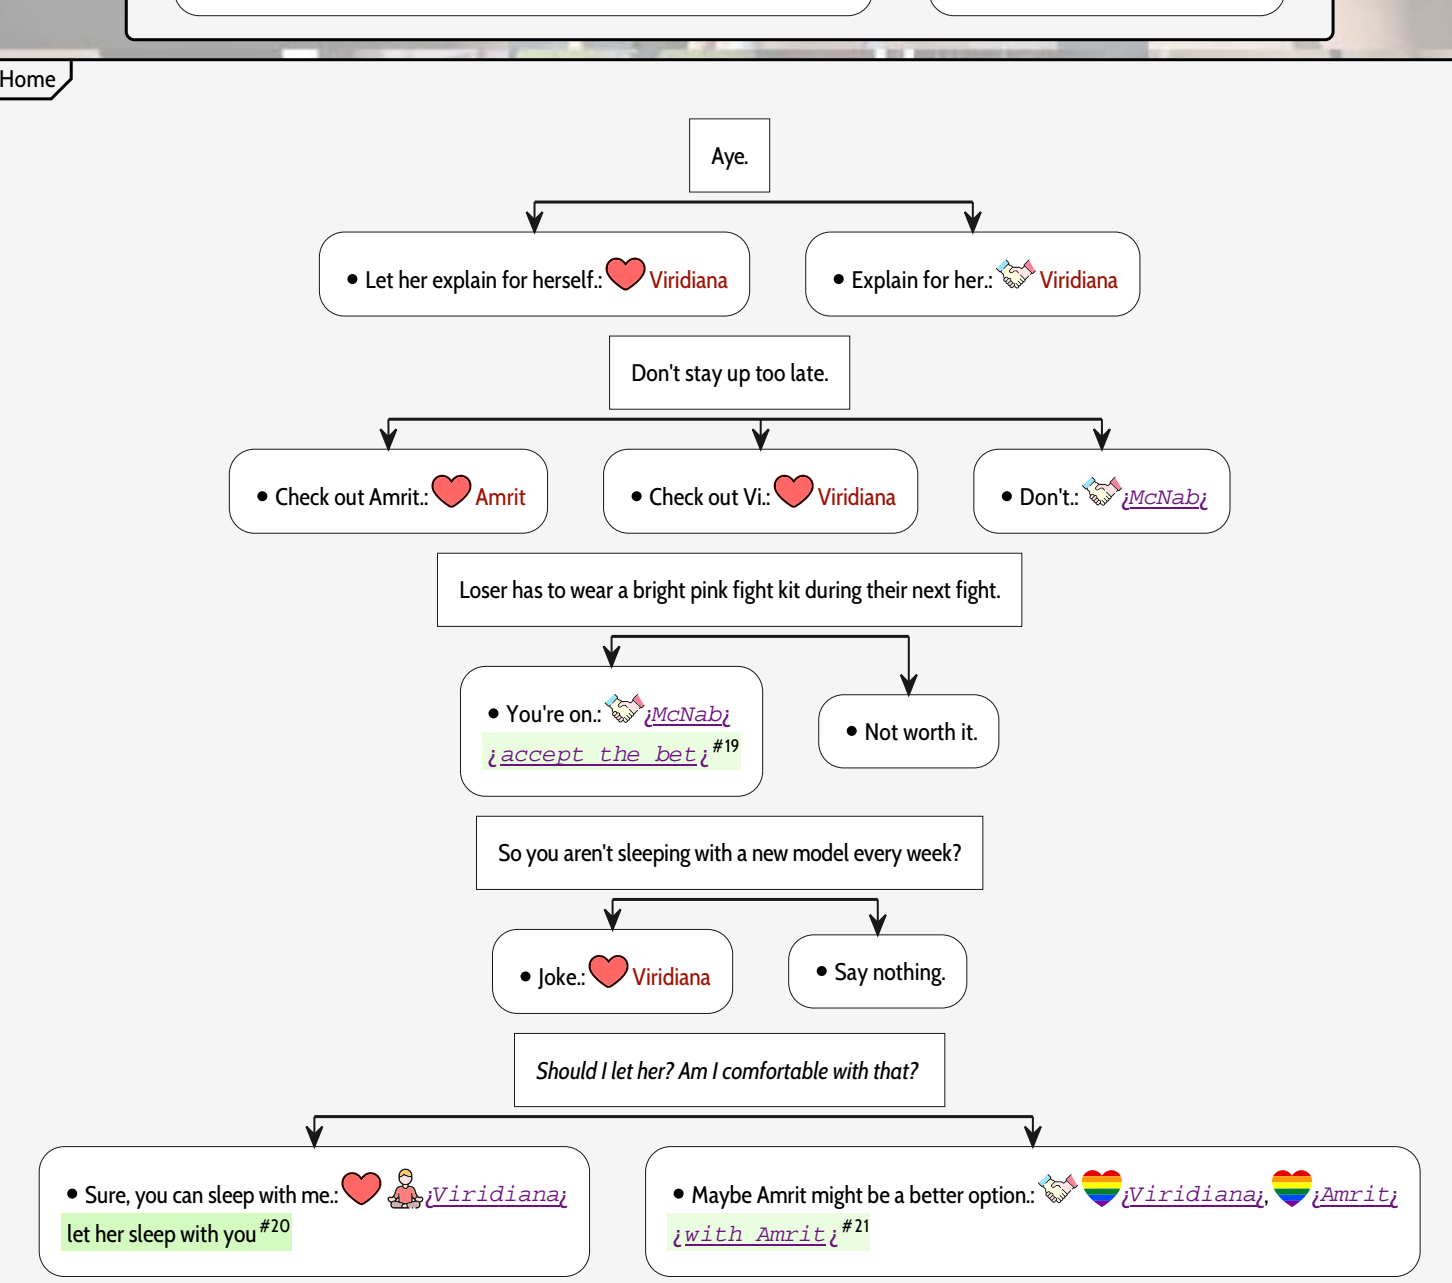 Home
Aye.
• Let her explain for herself.: Viridiana
• Explain for her.: Viridiana
Don't stay up too late.
• Check out Amrit.: Amrit
• Check out Vi.: Viridiana
• Don't.: ¿McNab¿
Loser has to wear a bright pink fight kit during their next fight.
• You're on.: ¿McNab¿
¿accept the bet¿#19
• Not worth it.
So you aren't sleeping with a new model every week?
• Joke.: Viridiana
• Say nothing.
Should I let her? Am I comfortable with that?
• Sure, you can sleep with me.: ¿Viridiana¿
let her sleep with you#20
• Maybe Amrit might be a better option.: ¿Viridiana¿, ¿Amrit¿
¿with Amrit¿#21